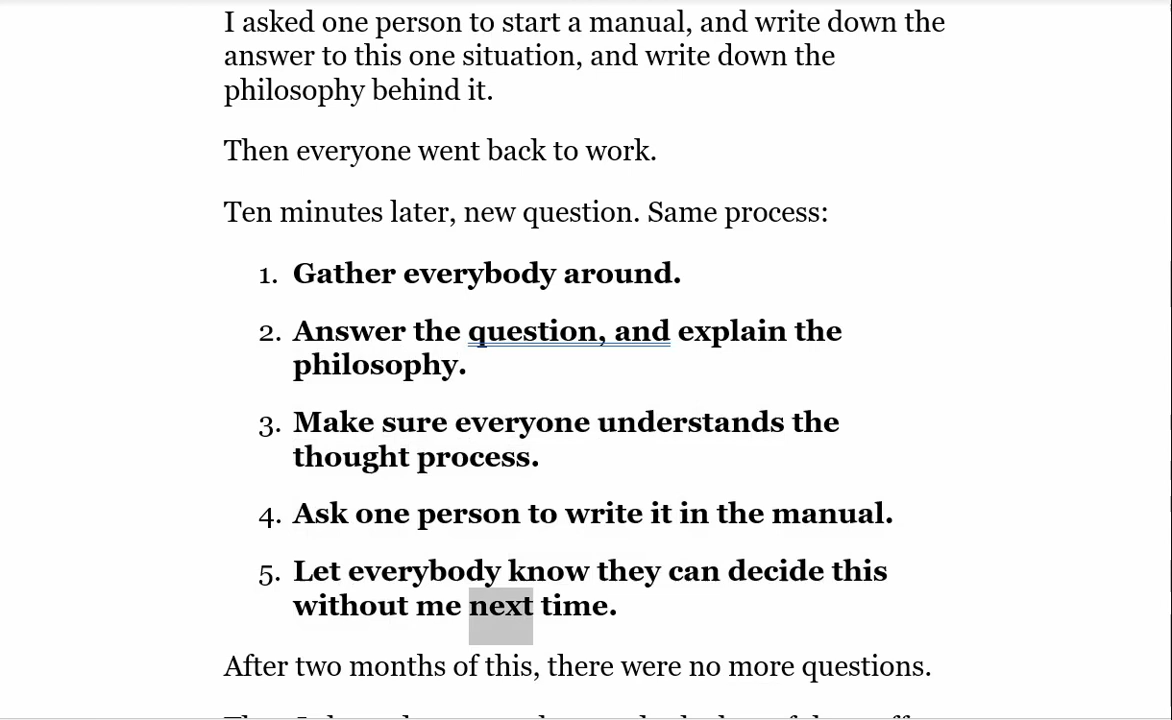 I asked one person to start a manual, and write down the
answer to this one situation, and write down the
philosophy behind it.
Then everyone went back to work.
Ten minutes later, new question. Same process:
1. Gather everybody around.
2. Answer the question, and explain the
philosophy.
3. Make sure everyone understands the
thought process.
4. Ask one person to write it in the manual.
5. Let everybody know they can decide this
without me next time.
After two months of this, there were no more questions.